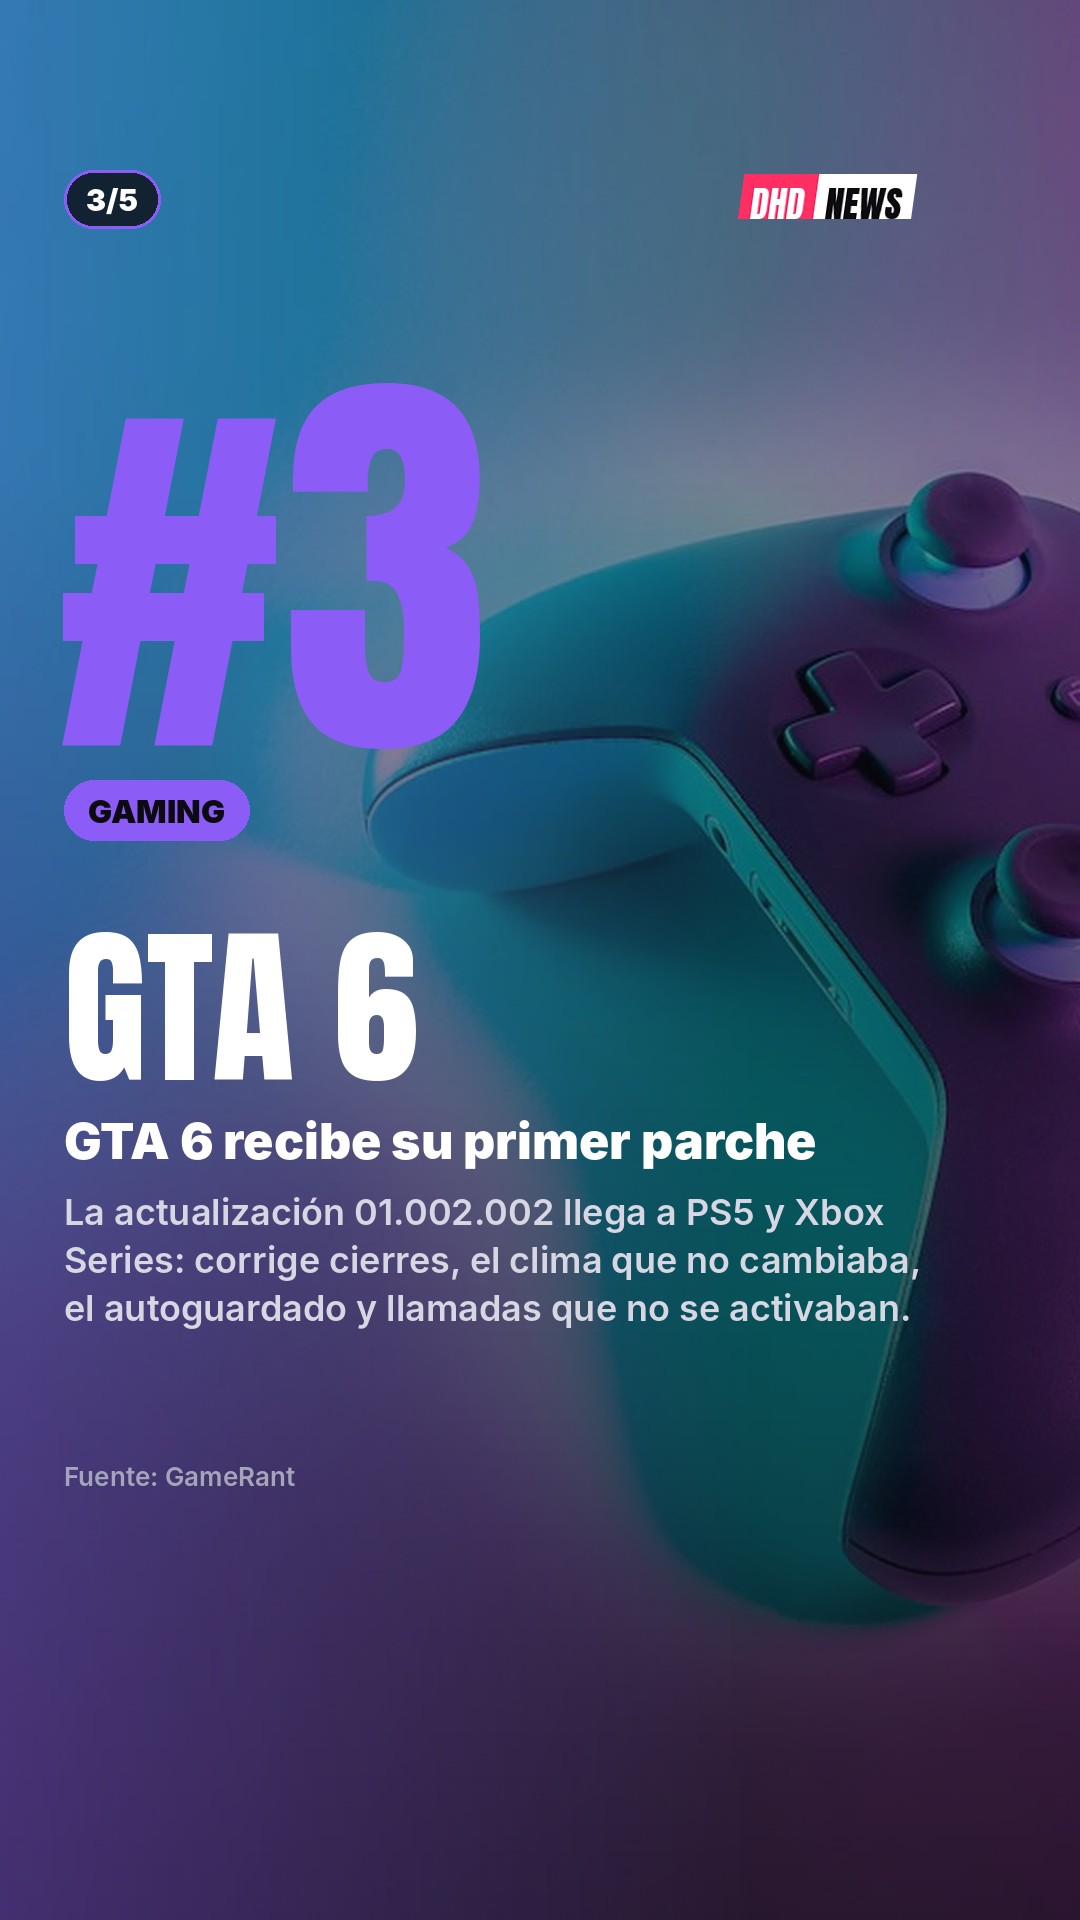 3/5
DHD NEWS
#3
GAMING
GTA 6
GTA 6 recibe su primer parche
La actualización 01.002.002 llega a PS5 y Xbox
Series: corrige cierres, el clima que no cambiaba,
el autoguardado y llamadas que no se activaban.
Fuente: GameRant